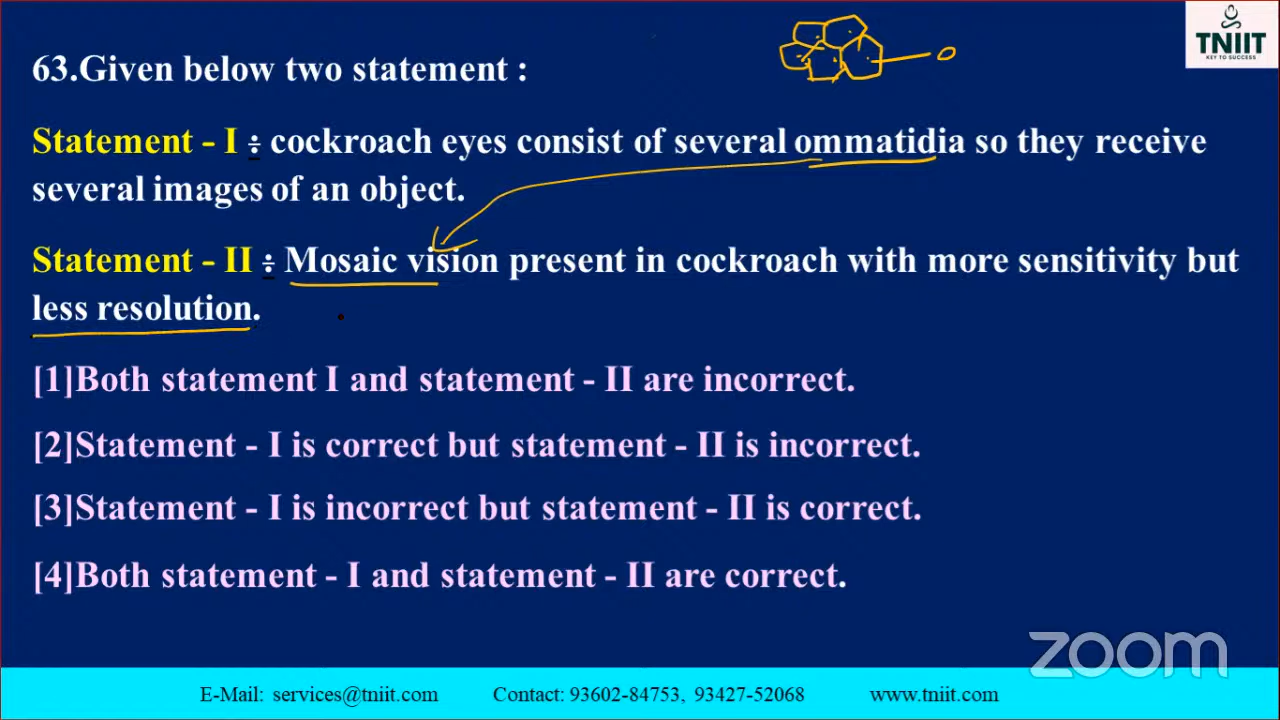 TNIIT
KEY TO SUCCESS
63.Given below two statement :
Statement - I ÷ cockroach eyes consist of several ommatidia so they receive
several images of an object.
Statement - II ÷ Mosaic vision present in cockroach with more sensitivity but
less resolution.
[1]Both statement I and statement - II are incorrect.
[2]Statement - I is correct but statement - II is incorrect.
[3]Statement - I is incorrect but statement - II is correct.
[4]Both statement - I and statement - II are correct.
zoom
E-Mail: services@tniit.com Contact: 93602-84753, 93427-52068 www.tniit.com